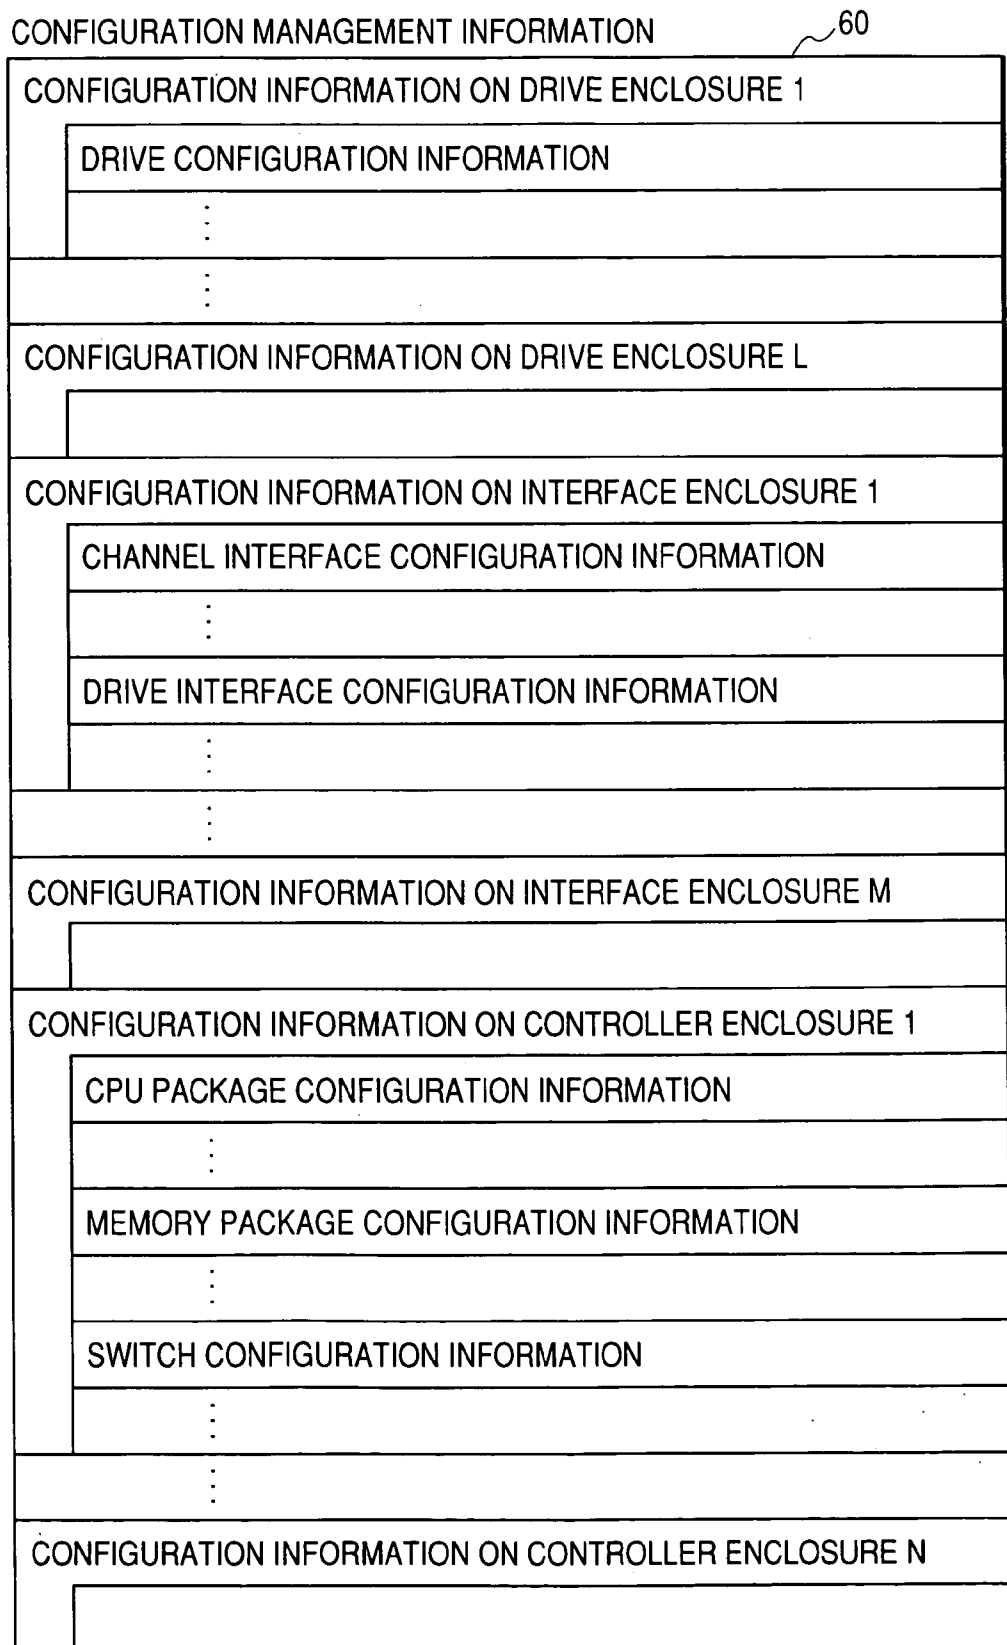 CONFIGURATION MANAGEMENT INFORMATION
60
CONFIGURATION INFORMATION ON DRIVE ENCLOSURE 1
DRIVE CONFIGURATION INFORMATION
CONFIGURATION INFORMATION ON DRIVE ENCLOSURE L
CONFIGURATION INFORMATION ON INTERFACE ENCLOSURE 1
CHANNEL INTERFACE CONFIGURATION INFORMATION
DRIVE INTERFACE CONFIGURATION INFORMATION
CONFIGURATION INFORMATION ON INTERFACE ENCLOSURE M
CONFIGURATION INFORMATION ON CONTROLLER ENCLOSURE 1
CPU PACKAGE CONFIGURATION INFORMATION
MEMORY PACKAGE CONFIGURATION INFORMATION
SWITCH CONFIGURATION INFORMATION
CONFIGURATION INFORMATION ON CONTROLLER ENCLOSURE N